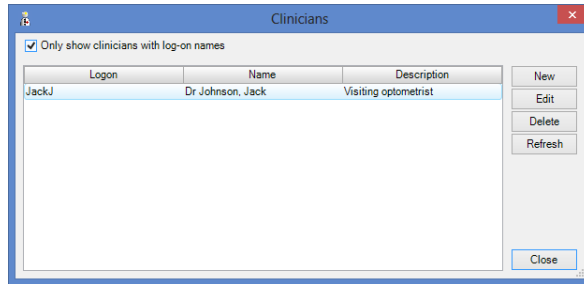 Clinicians
Only show clinicians with log-on names
Logon Name Description
JackJ Dr Johnson, Jack Visiting optometrist
New
Edit
Delete
Refresh
Close